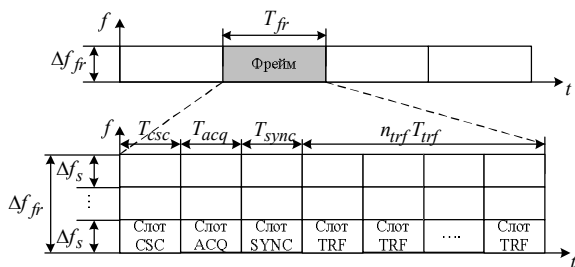 f
T_fr
Δf_fr
Фрейм
t
f
T_csc T_acq T_sync n_trf T_trf
Δf_s
Δf_fr
⋮
Δf_s
Слот CSC
Слот ACQ
Слот SYNC
Слот TRF
Слот TRF
....
Слот TRF
t